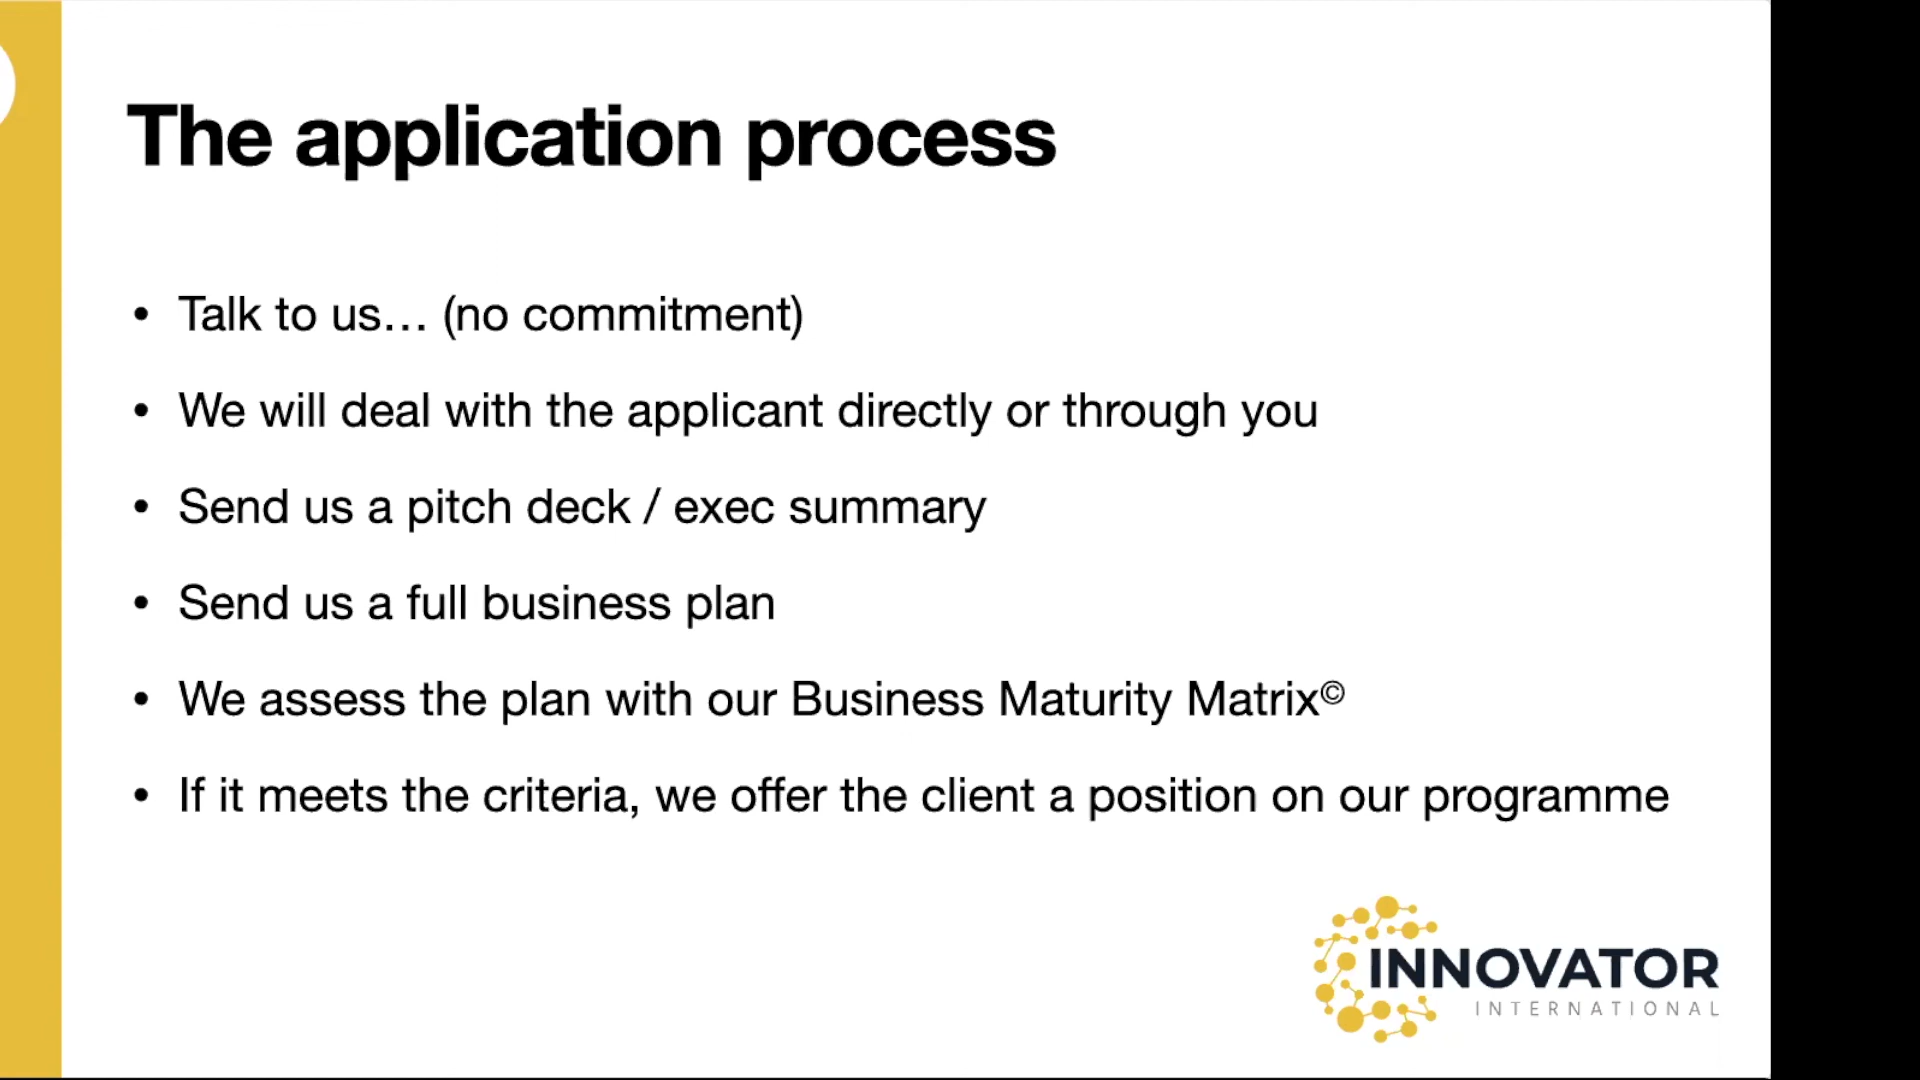 The application process
• Talk to us… (no commitment)
• We will deal with the applicant directly or through you
• Send us a pitch deck / exec summary
• Send us a full business plan
• We assess the plan with our Business Maturity Matrix©
• If it meets the criteria, we offer the client a position on our programme
INNOVATOR
INTERNATIONAL